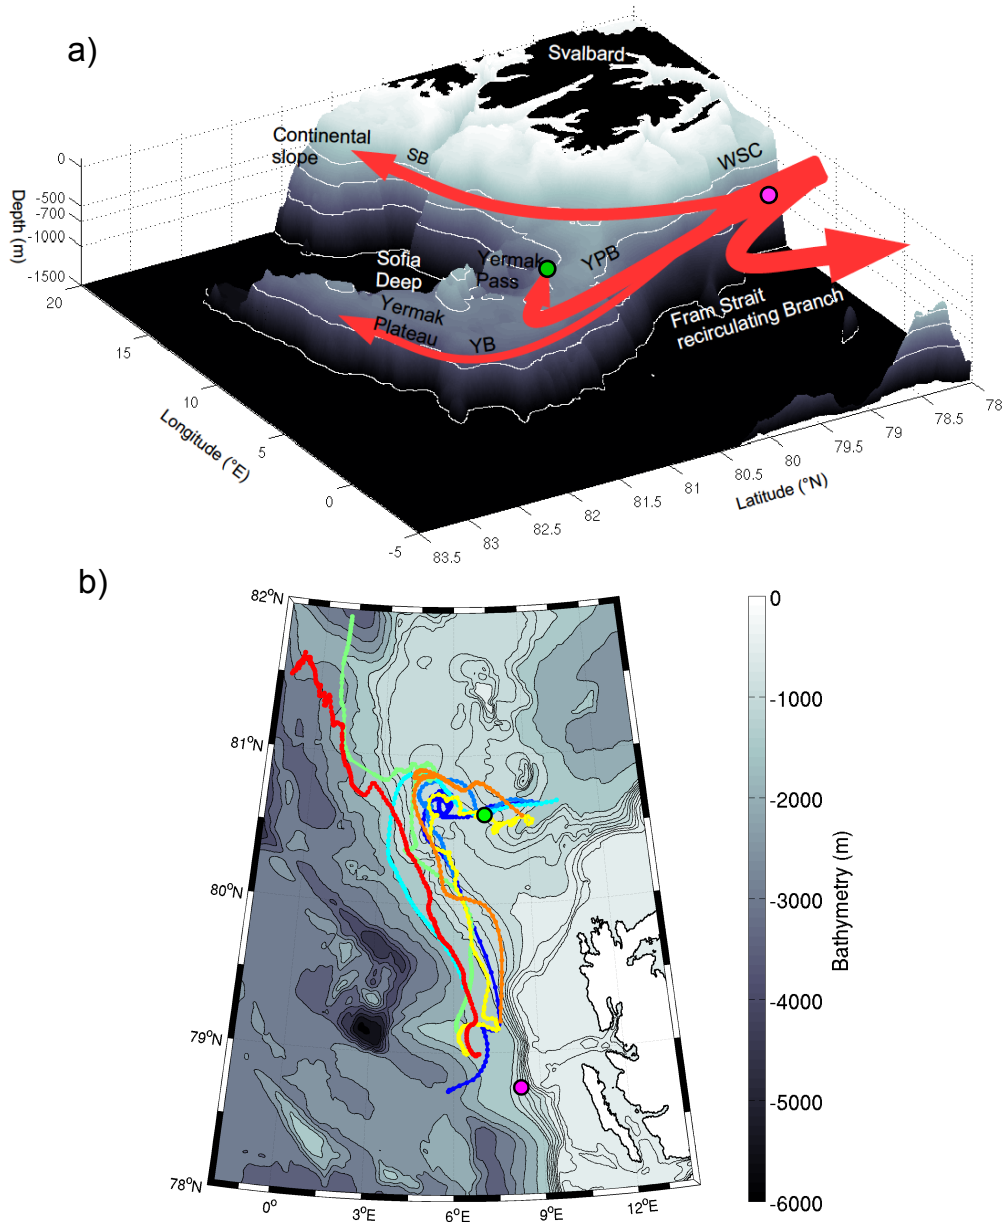 a)
Svalbard
Continental
slope
SB
WSC
0
-500
-700
-1000
-1500
Depth (m)
Sofia
Deep
Yermak
Pass
YPB
Yermak
Plateau
YB
Fram Strait
recirculating Branch
20
15
10
5
0
-5
Longitude (°E)
83.5
83
82.5
82
81.5
81
80.5
80
79.5
79
78.5
78
Latitude (°N)
b)
82°N
81°N
80°N
79°N
78°N
0°
3°E
6°E
9°E
12°E
0
-1000
-2000
-3000
-4000
-5000
-6000
Bathymetry (m)